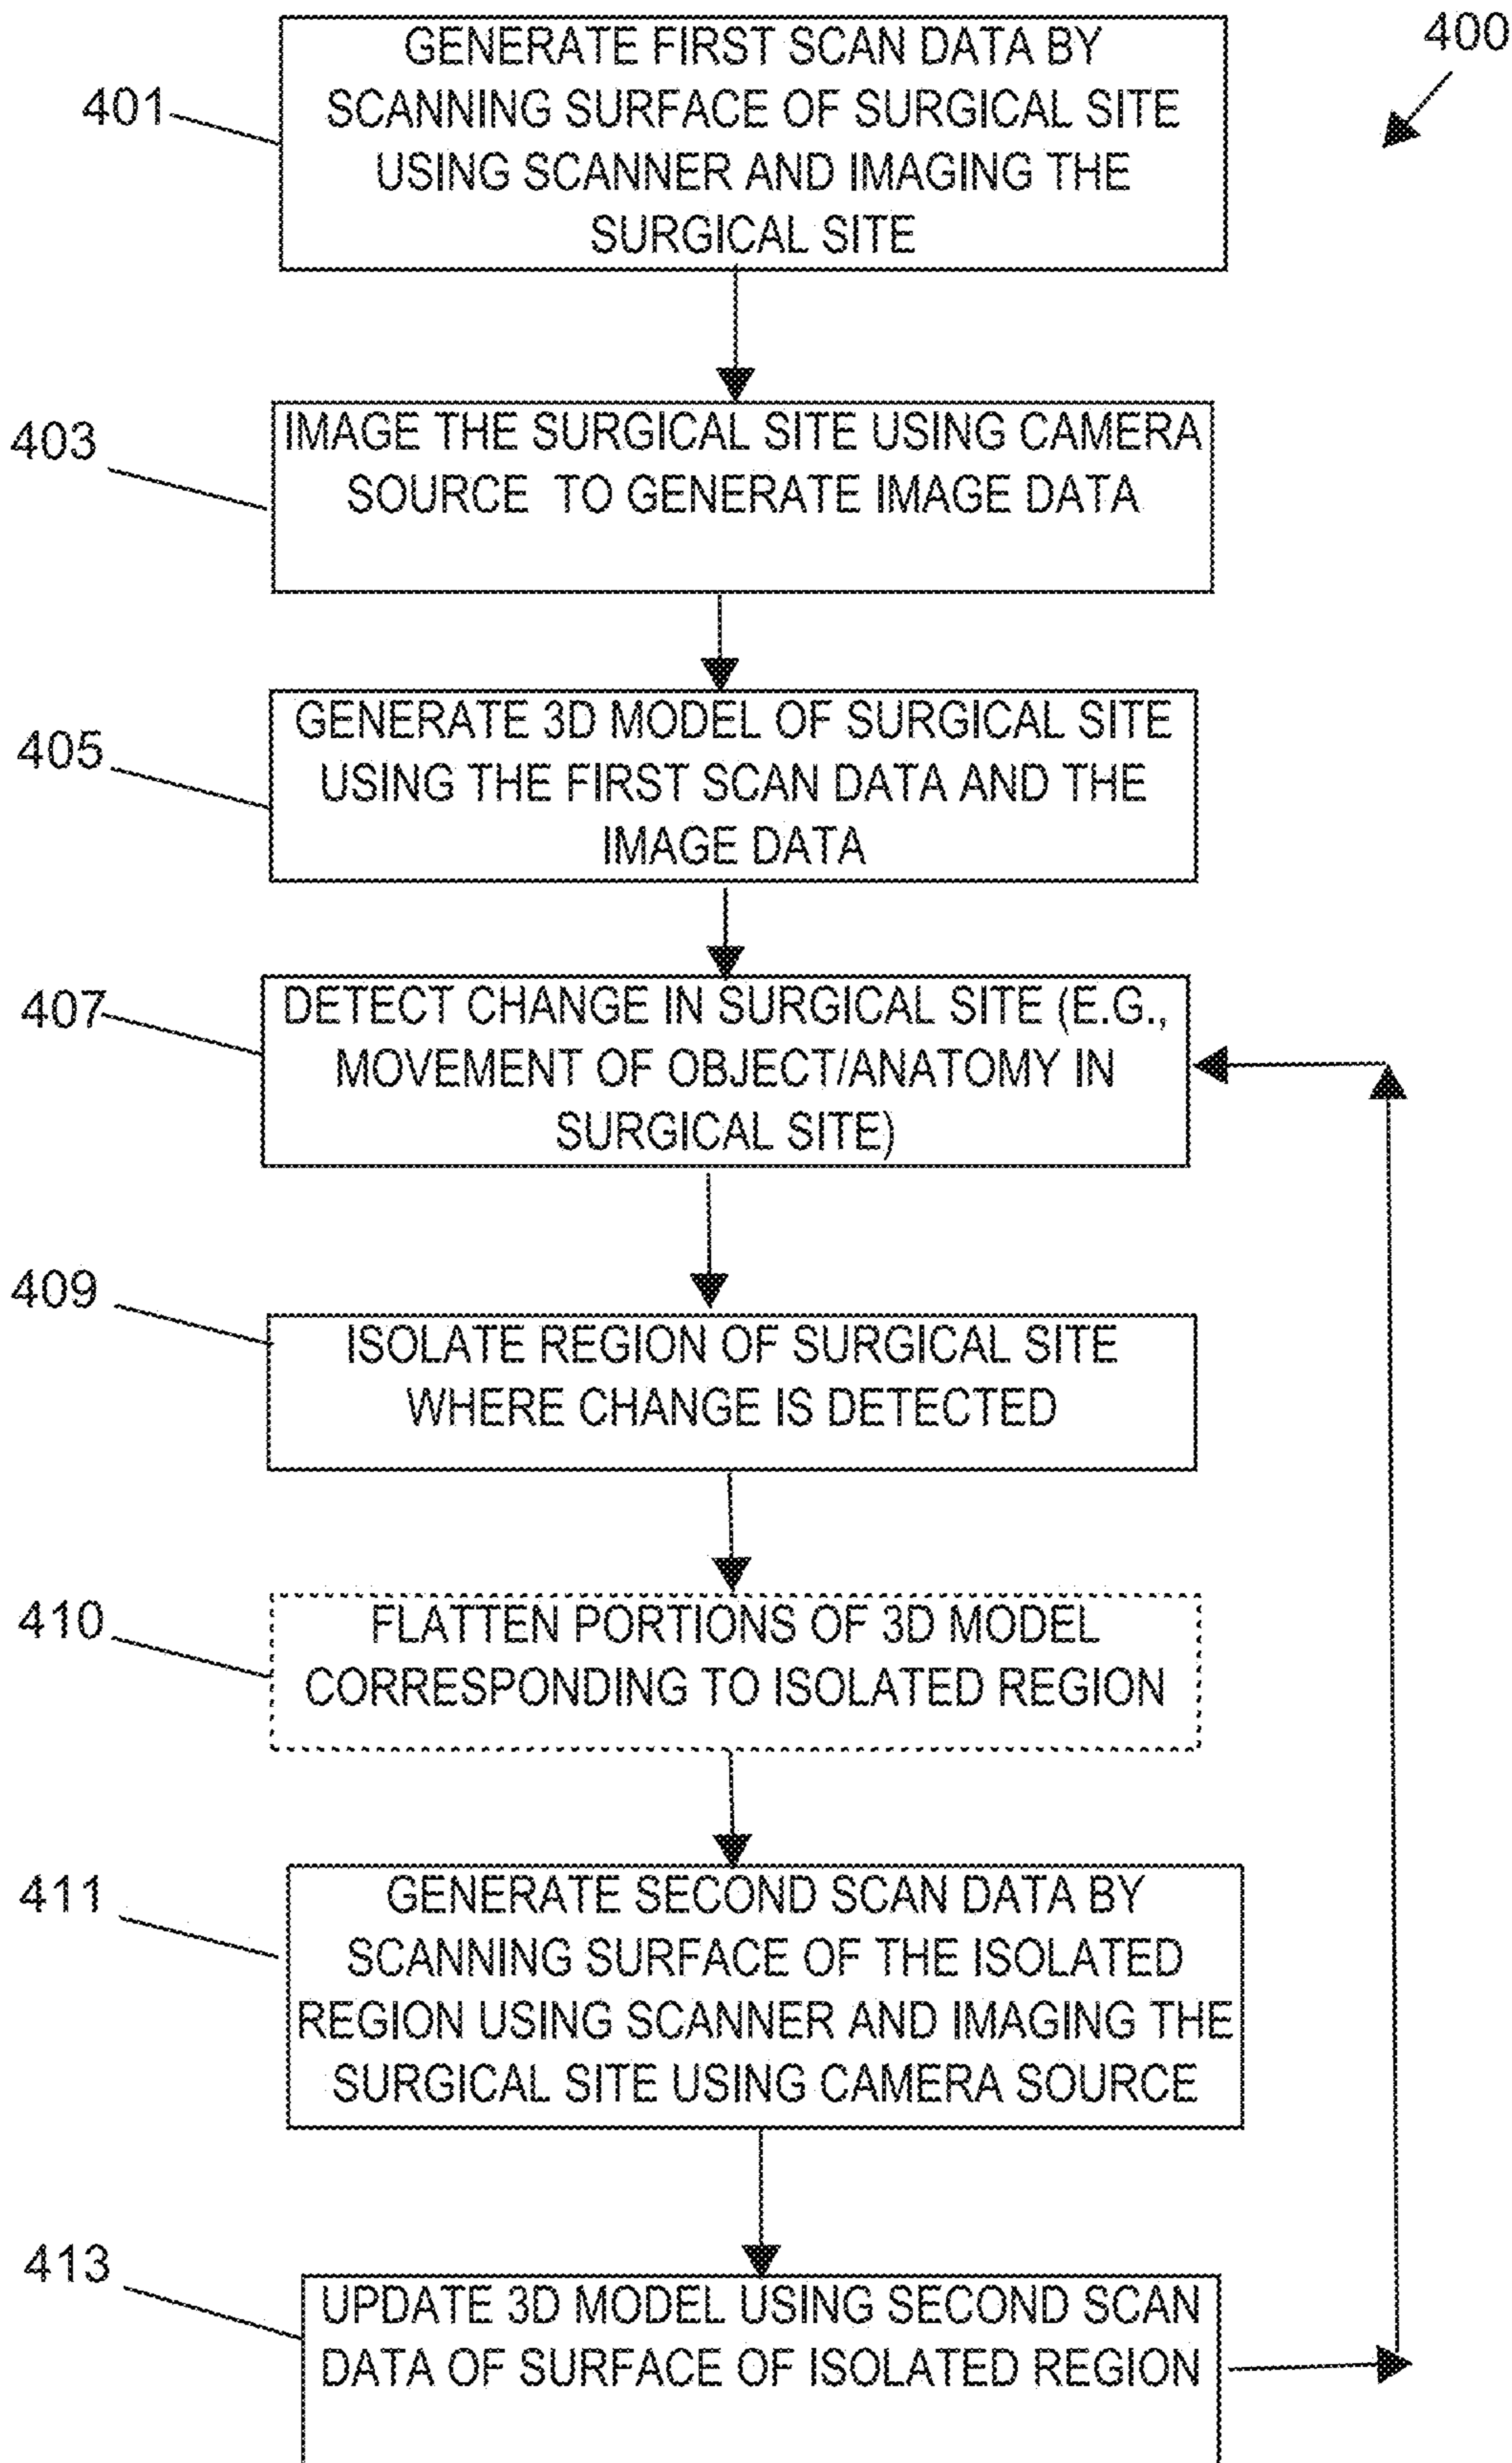 400
401
GENERATE FIRST SCAN DATA BY
SCANNING SURFACE OF SURGICAL SITE
USING SCANNER AND IMAGING THE
SURGICAL SITE
403
IMAGE THE SURGICAL SITE USING CAMERA
SOURCE TO GENERATE IMAGE DATA
405
GENERATE 3D MODEL OF SURGICAL SITE
USING THE FIRST SCAN DATA AND THE
IMAGE DATA
407
DETECT CHANGE IN SURGICAL SITE (E.G.,
MOVEMENT OF OBJECT/ANATOMY IN
SURGICAL SITE)
409
ISOLATE REGION OF SURGICAL SITE
WHERE CHANGE IS DETECTED
410
FLATTEN PORTIONS OF 3D MODEL
CORRESPONDING TO ISOLATED REGION
411
GENERATE SECOND SCAN DATA BY
SCANNING SURFACE OF THE ISOLATED
REGION USING SCANNER AND IMAGING THE
SURGICAL SITE USING CAMERA SOURCE
413
UPDATE 3D MODEL USING SECOND SCAN
DATA OF SURFACE OF ISOLATED REGION